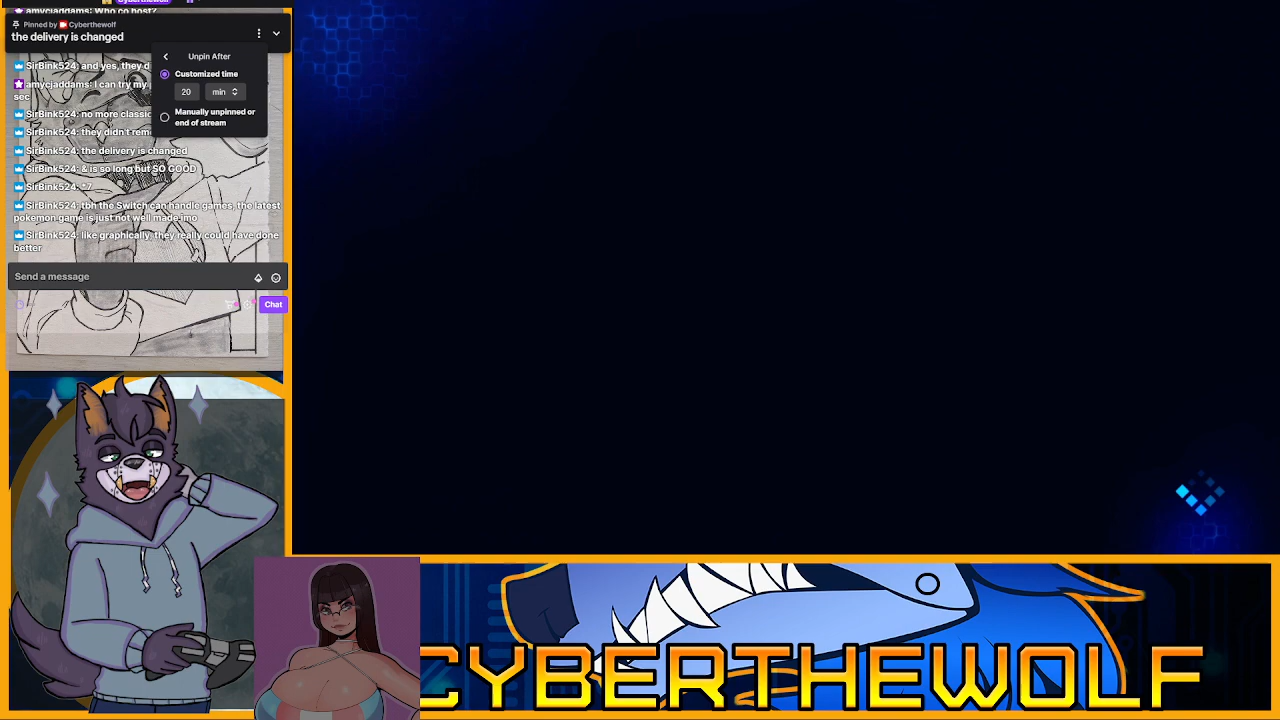 Cyberthewolf
amycjaddams: Who co host?
Pinned by Cyberthewolf
the delivery is changed
Unpin After
Customized time
20 min
Manually unpinned or
end of stream
SirBink524: and yes, they d
amycjaddams: I can try my
sec
SirBink524: no more classic
SirBink524: they didn't rem
SirBink524: the delivery is changed
SirBink524: & is so long but SO GOOD
SirBink524: *.7
SirBink524: tbh the Switch can handle games, the latest
pokemon game is just not well made imo
SirBink524: like graphically, they really could have done
better
Send a message
Chat
CYBERTHEWOLF